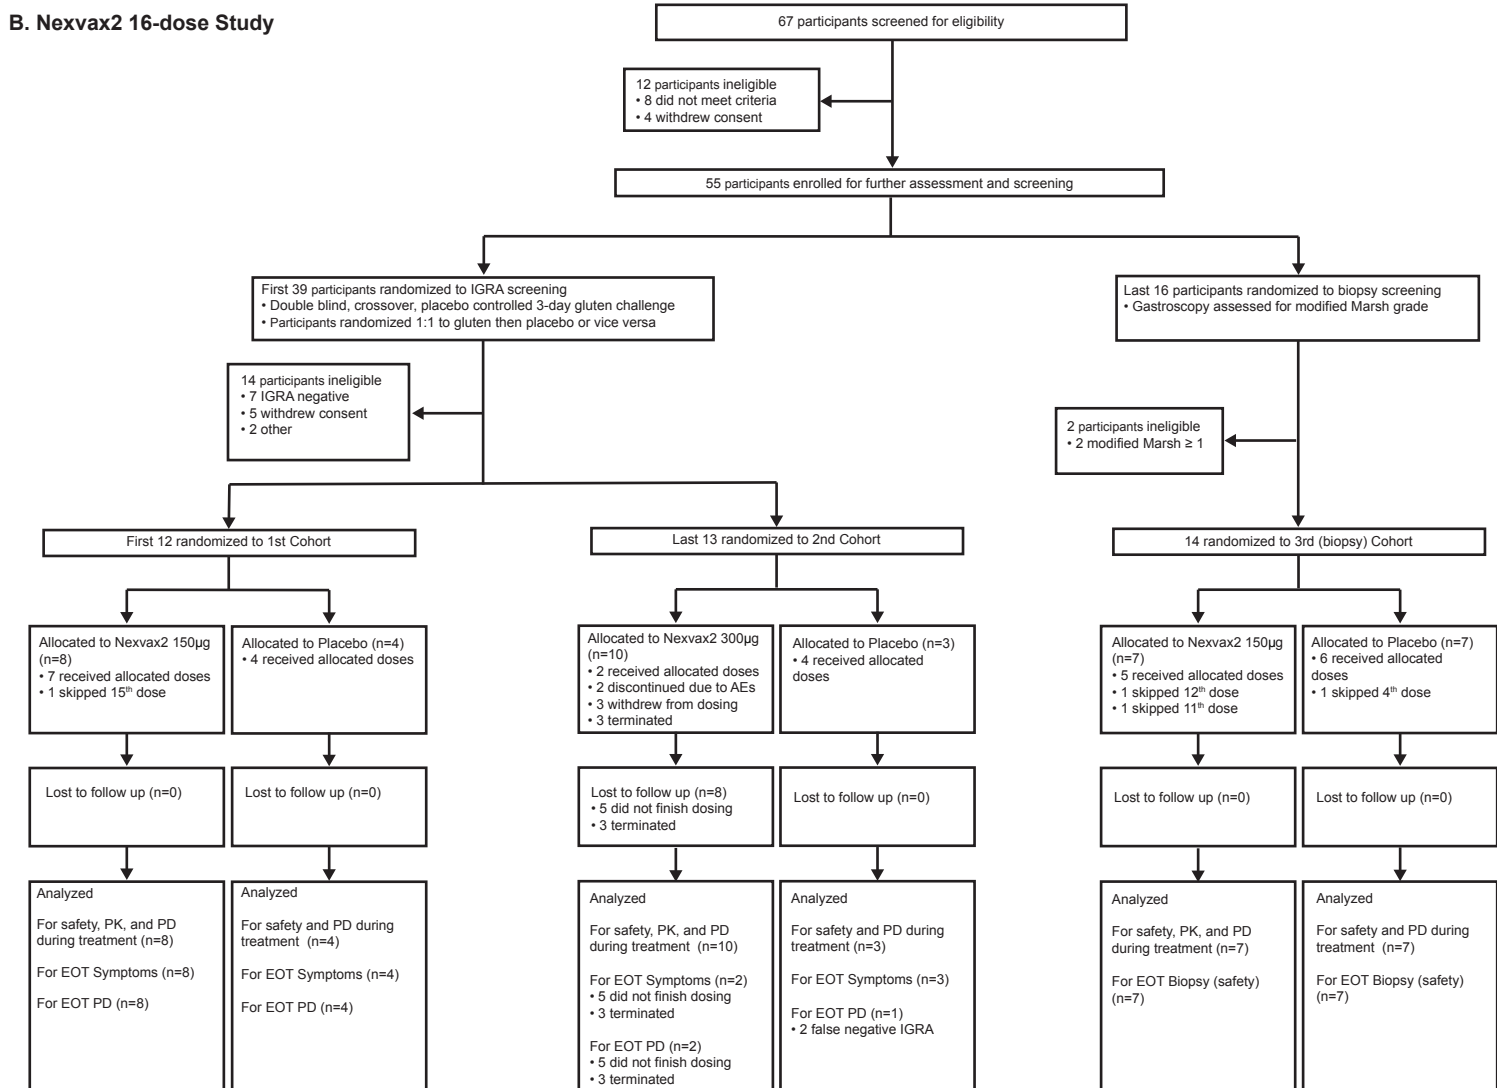 B. Nexvax2 16-dose Study
67 participants screened for eligibility
12 participants ineligible
• 8 did not meet criteria
• 4 withdrew consent
55 participants enrolled for further assessment and screening
First 39 participants randomized to IGRA screening
• Double blind, crossover, placebo controlled 3-day gluten challenge
• Participants randomized 1:1 to gluten then placebo or vice versa
Last 16 participants randomized to biopsy screening
• Gastroscopy assessed for modified Marsh grade
14 participants ineligible
• 7 IGRA negative
• 5 withdrew consent
• 2 other
2 participants ineligible
• 2 modified Marsh ≥ 1
First 12 randomized to 1st Cohort
Last 13 randomized to 2nd Cohort
14 randomized to 3rd (biopsy) Cohort
Allocated to Nexvax2 150µg
(n=8)
• 7 received allocated doses
• 1 skipped 15th dose
Allocated to Placebo (n=4)
• 4 received allocated doses
Allocated to Nexvax2 300µg
(n=10)
• 2 received allocated doses
• 2 discontinued due to AEs
• 3 withdrew from dosing
• 3 terminated
Allocated to Placebo (n=3)
• 4 received allocated
doses
Allocated to Nexvax2 150µg
(n=7)
• 5 received allocated doses
• 1 skipped 12th dose
• 1 skipped 11th dose
Allocated to Placebo (n=7)
• 6 received allocated
doses
• 1 skipped 4th dose
Lost to follow up (n=0)
Lost to follow up (n=0)
Lost to follow up (n=8)
• 5 did not finish dosing
• 3 terminated
Lost to follow up (n=0)
Lost to follow up (n=0)
Lost to follow up (n=0)
Analyzed
For safety, PK, and PD
during treatment (n=8)
For EOT Symptoms (n=8)
For EOT PD (n=8)
Analyzed
For safety and PD during
treatment (n=4)
For EOT Symptoms (n=4)
For EOT PD (n=4)
Analyzed
For safety, PK, and PD
during treatment (n=10)
For EOT Symptoms (n=2)
• 5 did not finish dosing
• 3 terminated
For EOT PD (n=2)
• 5 did not finish dosing
• 3 terminated
Analyzed
For safety and PD during
treatment (n=3)
For EOT Symptoms (n=3)
For EOT PD (n=1)
• 2 false negative IGRA
Analyzed
For safety, PK, and PD
during treatment (n=7)
For EOT Biopsy (safety)
(n=7)
Analyzed
For safety and PD during
treatment (n=7)
For EOT Biopsy (safety)
(n=7)